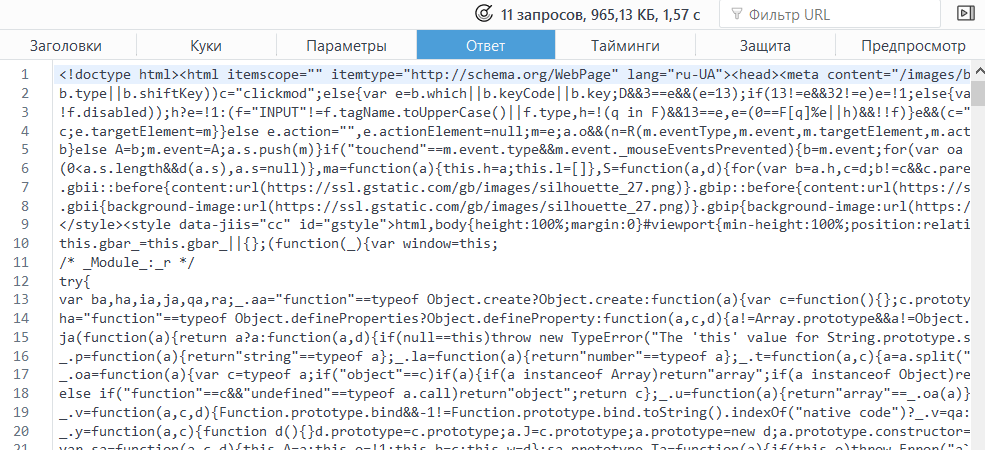 11 запросов, 965,13 КБ, 1,57 с
Фильтр URL
Заголовки Куки Параметры Ответ Тайминги Защита Предпросмотр
1 <!doctype html><html itemscope="" itemtype="http://schema.org/WebPage" lang="ru-UA"><head><meta content="/images/b
2 b.type||b.shiftKey))c="clickmod";else{var e=b.which||b.keyCode||b.key;D&&3==e&&(e=13);if(13!=e&&32!=e)e=!1;else{va
3 !f.disabled));h?e=!1:(f="INPUT"!=f.tagName.toUpperCase()||f.type,h=!(q in F)&&13==e,e=(0==F[q]%e||h)&&!!f)}e&&(c="
4 c;e.targetElement=m}}else e.action="",e.actionElement=null;m=e;a.o&&(n=R(m.eventType,m.event,m.targetElement,m.act
5 b}else A=b;m.event=A;a.s.push(m)}if("touchend"==m.event.type&&m.event._mouseEventsPrevented){b=m.event;for(var oa
6 (0<a.s.length&&d(a.s),a.s=null)},ma=function(a){this.h=a;this.l=[]},S=function(a,d){for(var b=a.h,c=d;b!=c&&c.pare
7 .gbii::before{content:url(https://ssl.gstatic.com/gb/images/silhouette_27.png)}.gbip::before{content:url(https://s
8 .gbii{background-image:url(https://ssl.gstatic.com/gb/images/silhouette_27.png)}.gbip{background-image:url(https:/
9 </style><style data-jiis="cc" id="gstyle">html,body{height:100%;margin:0}#viewport{min-height:100%;position:relati
10 this.gbar_=this.gbar_||{};(function(_){var window=this;
11 /* _Module_:_r */
12 try{
13 var ba,ha,ia,ja,qa,ra;_.aa="function"==typeof Object.create?Object.create:function(a){var c=function(){};c.prototy
14 ha="function"==typeof Object.defineProperties?Object.defineProperty:function(a,c,d){a!=Array.prototype&&a!=Object.
15 ja(function(a){return a?a:function(a,d){if(null==this)throw new TypeError("The 'this' value for String.prototype.s
16 _.p=function(a){return"string"==typeof a};_.la=function(a){return"number"==typeof a};_.t=function(a,c){a=a.split("
17 _.oa=function(a){var c=typeof a;if("object"==c)if(a){if(a instanceof Array)return"array";if(a instanceof Object)re
18 else if("function"==c&&"undefined"==typeof a.call)return"object";return c};_.u=function(a){return"array"==_.oa(a)}
19 _.v=function(a,c,d){Function.prototype.bind&&-1!=Function.prototype.bind.toString().indexOf("native code")?_.v=qa:
20 _.y=function(a,c){function d(){}d.prototype=c.prototype;a.J=c.prototype;a.prototype=new d;a.prototype.constructor=